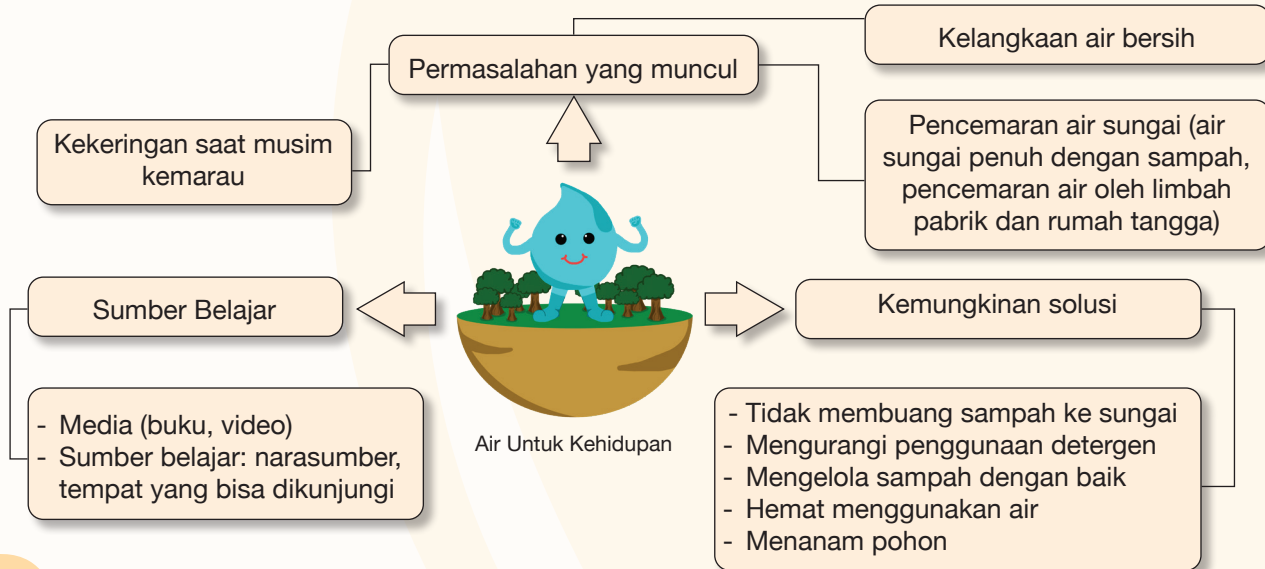 Permasalahan yang muncul
Kelangkaan air bersih
Kekeringan saat musim
kemarau
Pencemaran air sungai (air
sungai penuh dengan sampah,
pencemaran air oleh limbah
pabrik dan rumah tangga)
Sumber Belajar
Kemungkinan solusi
- Media (buku, video)
- Sumber belajar: narasumber,
tempat yang bisa dikunjungi
Air Untuk Kehidupan
- Tidak membuang sampah ke sungai
- Mengurangi penggunaan detergen
- Mengelola sampah dengan baik
- Hemat menggunakan air
- Menanam pohon